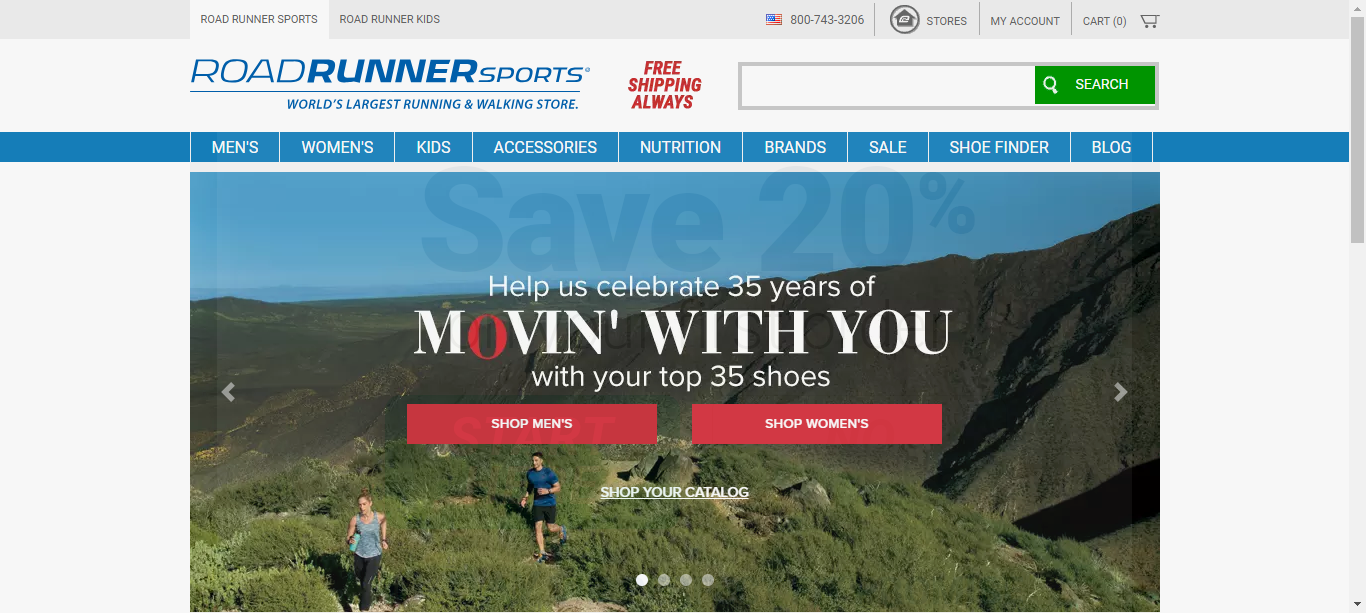 ROAD RUNNER SPORTS
ROAD RUNNER KIDS
800-743-3206
STORES
MY ACCOUNT
CART (0)
ROADRUNNERSPORTS®
WORLD'S LARGEST RUNNING & WALKING STORE.
FREE
SHIPPING
ALWAYS
SEARCH
MEN'S
WOMEN'S
KIDS
ACCESSORIES
NUTRITION
BRANDS
SALE
SHOE FINDER
BLOG
Save 20%
Help us celebrate 35 years of
MOVIN' WITH YOU
with your top 35 shoes
SHOP MEN'S
SHOP WOMEN'S
START
SHOP YOUR CATALOG